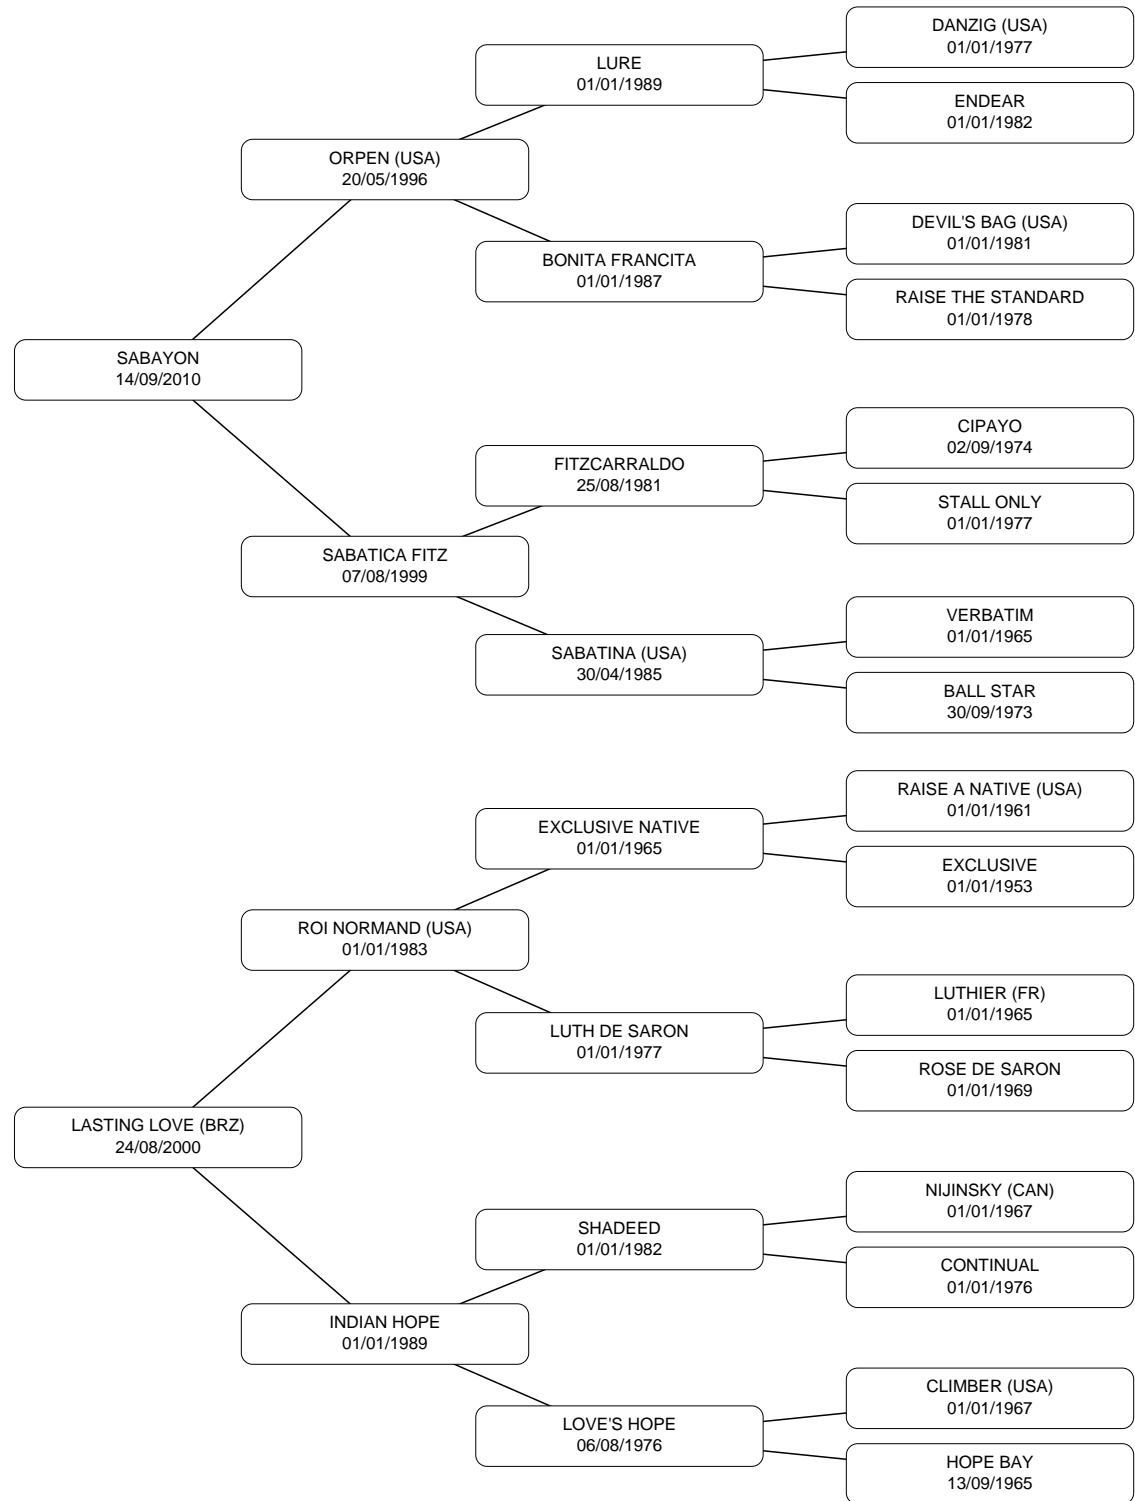 DANZIG (USA)
01/01/1977
LURE
01/01/1989
ENDEAR
01/01/1982
ORPEN (USA)
20/05/1996
DEVIL'S BAG (USA)
01/01/1981
BONITA FRANCITA
01/01/1987
RAISE THE STANDARD
01/01/1978
SABAYON
14/09/2010
CIPAYO
02/09/1974
FITZCARRALDO
25/08/1981
STALL ONLY
01/01/1977
SABATICA FITZ
07/08/1999
VERBATIM
01/01/1965
SABATINA (USA)
30/04/1985
BALL STAR
30/09/1973
RAISE A NATIVE (USA)
01/01/1961
EXCLUSIVE NATIVE
01/01/1965
EXCLUSIVE
01/01/1953
ROI NORMAND (USA)
01/01/1983
LUTHIER (FR)
01/01/1965
LUTH DE SARON
01/01/1977
ROSE DE SARON
01/01/1969
LASTING LOVE (BRZ)
24/08/2000
NIJINSKY (CAN)
01/01/1967
SHADEED
01/01/1982
CONTINUAL
01/01/1976
INDIAN HOPE
01/01/1989
CLIMBER (USA)
01/01/1967
LOVE'S HOPE
06/08/1976
HOPE BAY
13/09/1965